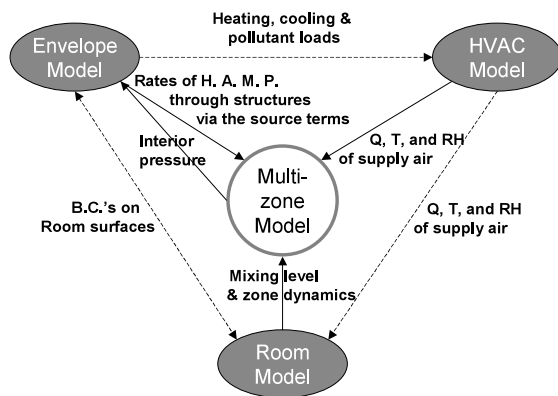 Heating, cooling &
pollutant loads
Envelope
Model
HVAC
Model
Rates of H. A. M. P.
through structures
via the source terms
Interior
pressure
Q, T, and RH
of supply air
Multi-
zone
Model
B.C.'s on
Room surfaces
Q, T, and RH
of supply air
Mixing level
& zone dynamics
Room
Model